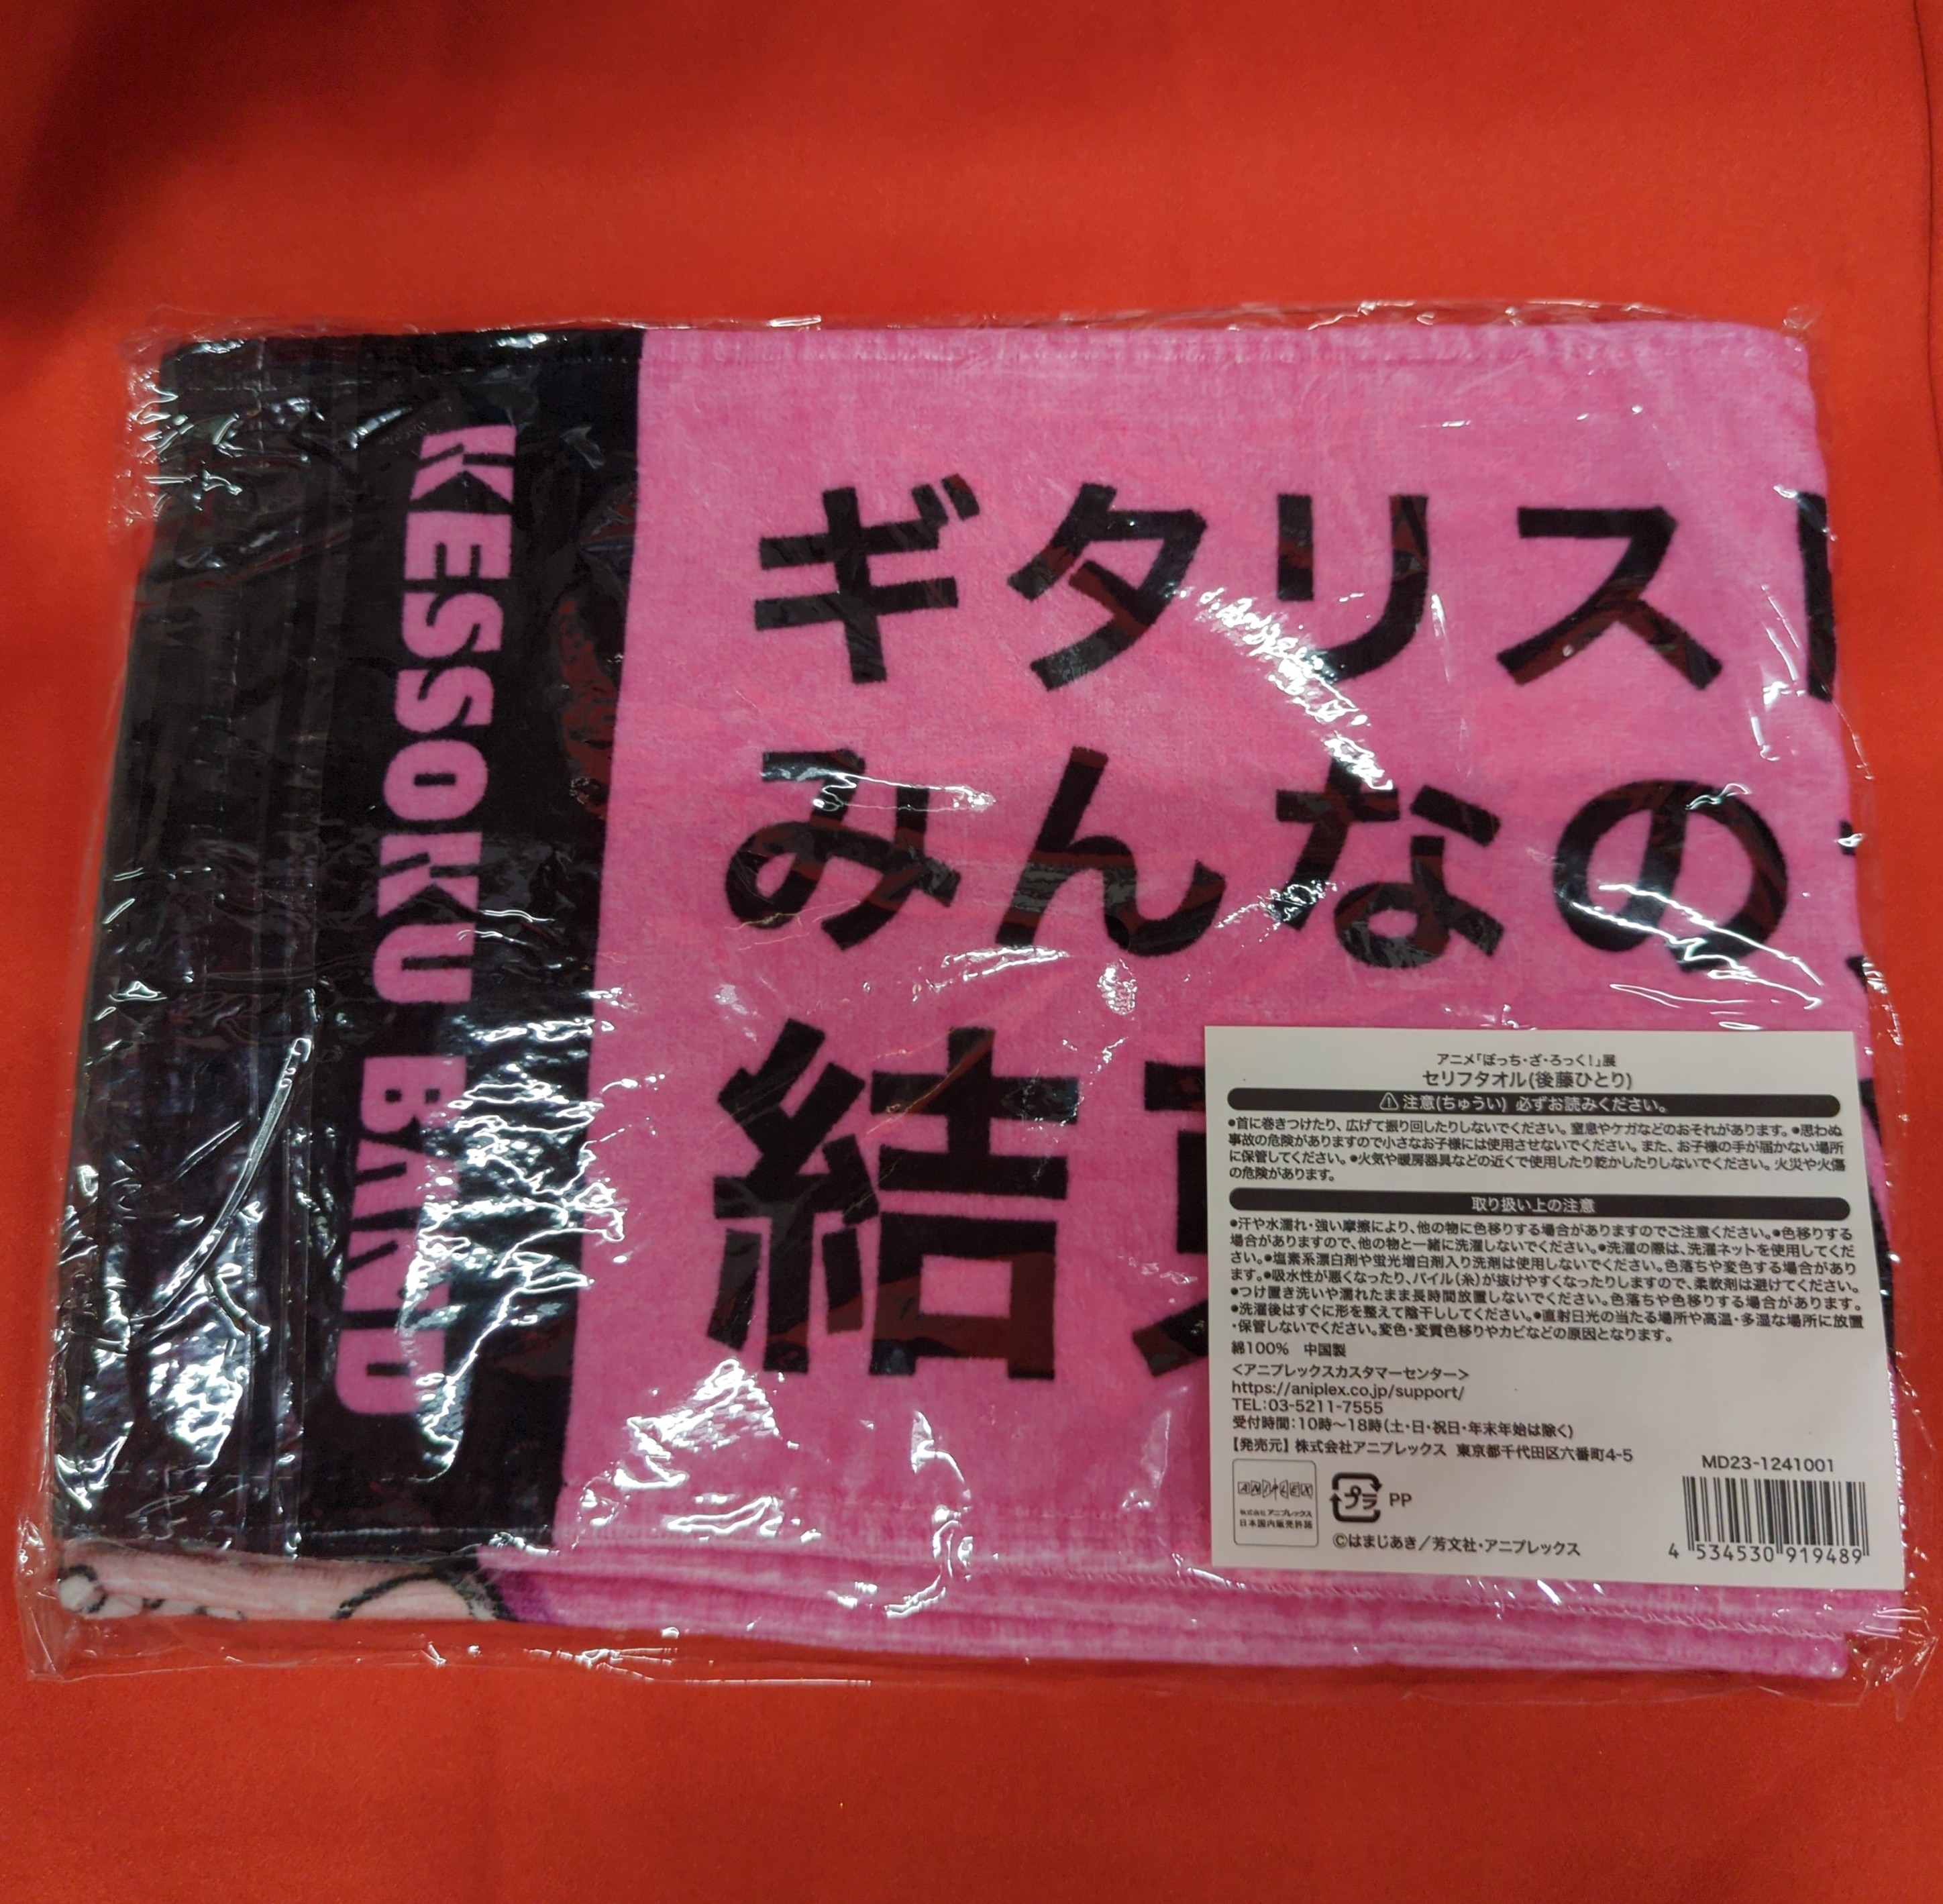 KESSOKU BAND
ギタリスト
みんなの
結束
アニメ「ぼっち・ざ・ろっく!」展
セリフタオル(後藤ひとり)
⚠注意(ちゅうい) 必ずお読みください。
●首に巻きつけたり、広げて振り回したりしないでください。窒息やケガなどのおそれがあります。●思わぬ
事故の危険がありますので小さなお子様には使用させないでください。また、お子様の手が届かない場所
に保管してください。●火気や暖房器具などの近くで使用したり乾かしたりしないでください。火災や火傷
の危険があります。
取り扱い上の注意
●汗や水濡れ・強い摩擦により、他の物に色移りする場合がありますのでご注意ください。●色移りする
場合がありますので、他の物と一緒に洗濯しないでください。●洗濯の際は、洗濯ネットを使用してくだ
さい。●塩素系漂白剤や蛍光増白剤入り洗剤は使用しないでください。色落ちや変色する場合があり
ます。●吸水性が悪くなったり、パイル(糸)が抜けやすくなったりしますので、柔軟剤は避けてください。
●つけ置き洗いや濡れたまま長時間放置しないでください。色落ちや色移りする場合があります。
●洗濯後はすぐに形を整えて陰干ししてください。●直射日光の当たる場所や高温・多湿な場所に放置
・保管しないでください。変色・変質色移りやカビなどの原因となります。
綿100% 中国製
<アニプレックスカスタマーセンター>
https://aniplex.co.jp/support/
TEL:03-5211-7555
受付時間:10時~18時(土・日・祝日・年末年始は除く)
【発売元】株式会社アニプレックス 東京都千代田区六番町4-5
MD23-1241001
ANIPLEX
株式会社アニプレックス
日本国内販売許諾
プラ PP
©はまじあき/芳文社・アニプレックス
4 534530 919489